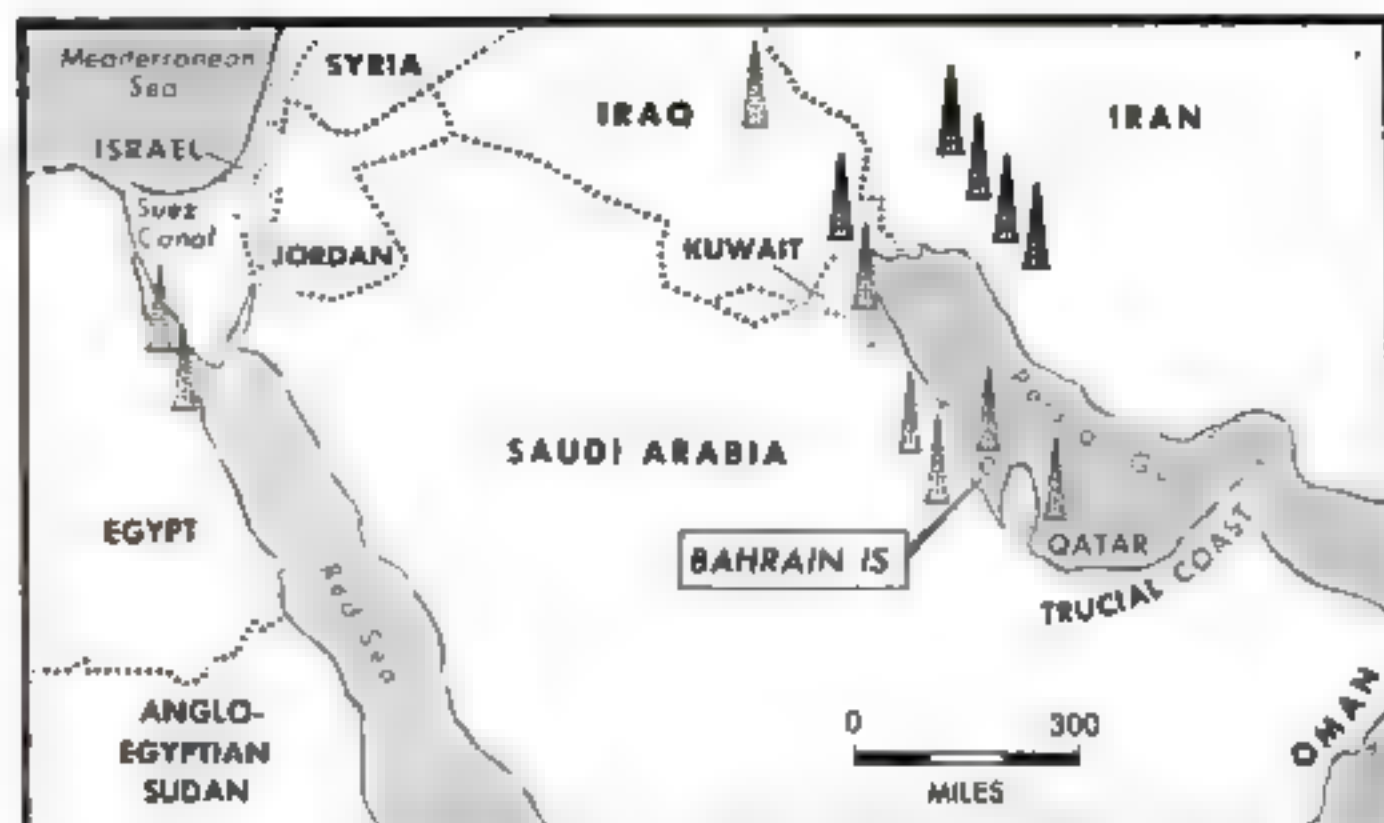 Mediterranean
Sea
SYRIA
IRAQ
IRAN
ISRAEL
Suez
Canal
JORDAN
KUWAIT
SAUDI ARABIA
EGYPT
BAHRAIN IS
QATAR
TRUCIAL COAST
Red Sea
ANGLO-
EGYPTIAN
SUDAN
0 300
MILES
OMAN